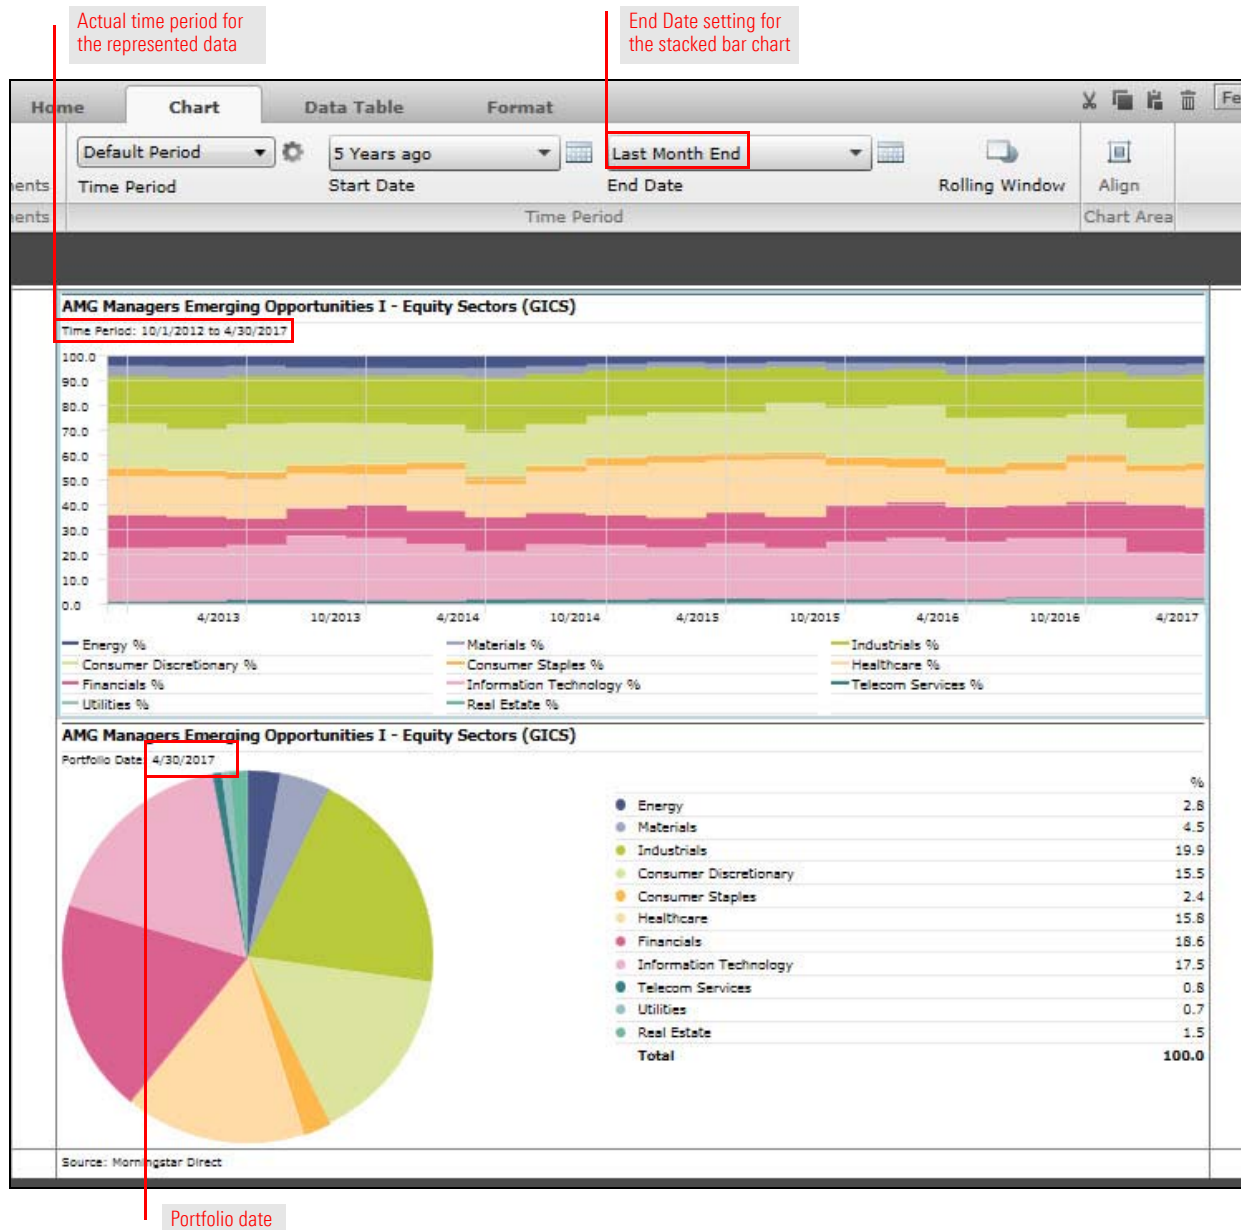 Actual time period for
the represented data
End Date setting for
the stacked bar chart
Home Chart Data Table Format Fe
Default Period 5 Years ago Last Month End
ents Time Period Start Date End Date Rolling Window Align
ents Time Period Chart Area
AMG Managers Emerging Opportunities I - Equity Sectors (GICS)
Time Period: 10/1/2012 to 4/30/2017
100.0
90.0
80.0
70.0
60.0
50.0
40.0
30.0
20.0
10.0
0.0
4/2013 10/2013 4/2014 10/2014 4/2015 10/2015 4/2016 10/2016 4/2017
Energy % Materials % Industrials %
Consumer Discretionary % Consumer Staples % Healthcare %
Financials % Information Technology % Telecom Services %
Utilities % Real Estate %
AMG Managers Emerging Opportunities I - Equity Sectors (GICS)
Portfolio Date 4/30/2017
%
Energy 2.8
Materials 4.5
Industrials 19.9
Consumer Discretionary 15.5
Consumer Staples 2.4
Healthcare 15.8
Financials 18.6
Information Technology 17.5
Telecom Services 0.8
Utilities 0.7
Real Estate 1.5
Total 100.0
Source: Morningstar Direct
Portfolio date